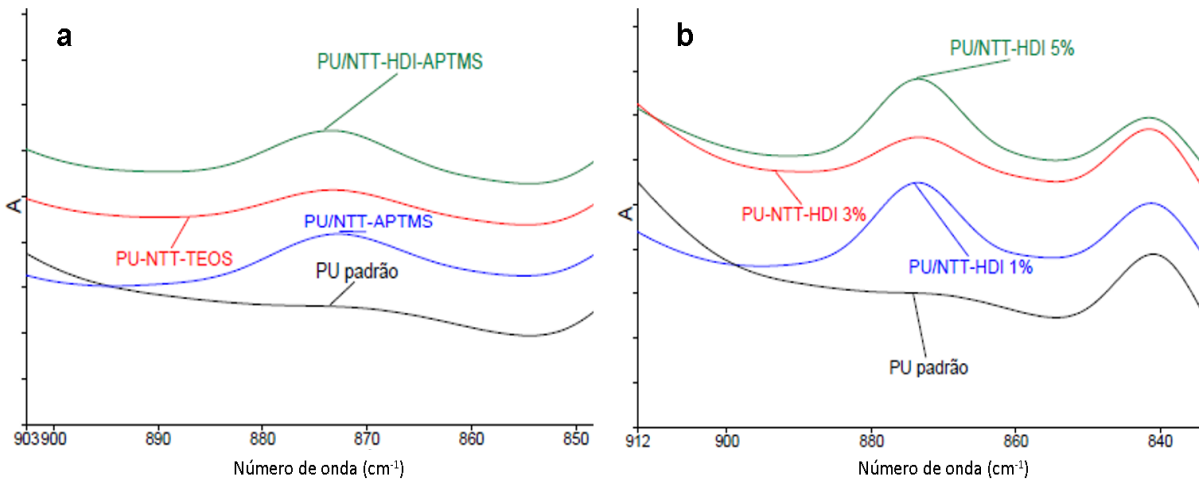 a
PU/NTT-HDI-APTMS
A
PU/NTT-APTMS
PU-NTT-TEOS
PU padrão
903900 890 880 870 860 850
Número de onda (cm⁻¹)
b
PU/NTT-HDI 5%
A
PU-NTT-HDI 3%
PU/NTT-HDI 1%
PU padrão
912 900 880 860 840
Número de onda (cm⁻¹)